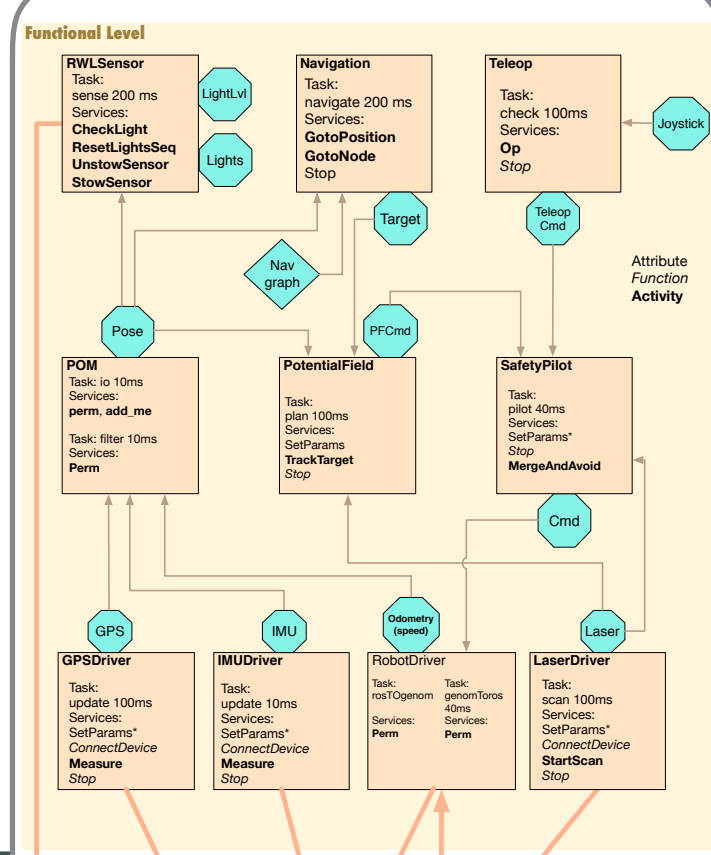 Functional Level
RWLSensor
Task:
sense 200 ms
Services:
CheckLight
ResetLightsSeq
UnstowSensor
StowSensor
LightLvl
Lights
Navigation
Task:
navigate 200 ms
Services:
GotoPosition
GotoNode
Stop
Teleop
Task:
check 100ms
Services:
Op
Stop
Joystick
Target
Teleop
Cmd
Nav
graph
Attribute
Function
Activity
Pose
PFCmd
POM
Task: io 10ms
Services:
perm, add_me
Task: filter 10ms
Services:
Perm
PotentialField
Task:
plan 100ms
Services:
SetParams
TrackTarget
Stop
SafetyPilot
Task:
pilot 40ms
Services:
SetParams*
Stop
MergeAndAvoid
Cmd
GPS
IMU
Odometry
(speed)
Laser
GPSDriver
Task:
update 100ms
Services:
SetParams*
ConnectDevice
Measure
Stop
IMUDriver
Task:
update 10ms
Services:
SetParams*
ConnectDevice
Measure
Stop
RobotDriver
Task:
rosTOgenom
Services:
Perm
Task:
genomToros
40ms
Services:
Perm
LaserDriver
Task:
scan 100ms
Services:
SetParams*
ConnectDevice
StartScan
Stop